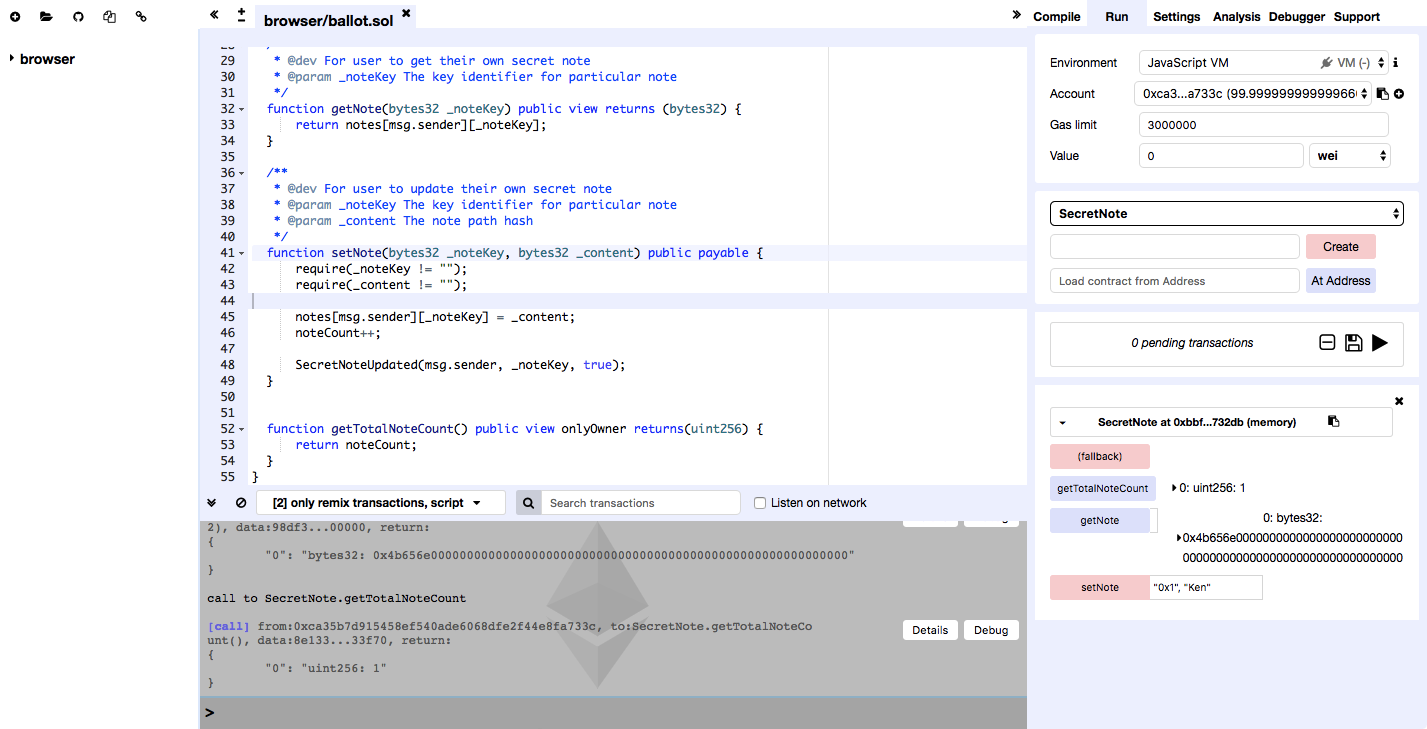 browser/ballot.sol
Compile Run Settings Analysis Debugger Support
browser
29 * @dev For user to get their own secret note
30 * @param _noteKey The key identifier for particular note
31 */
32 function getNote(bytes32 _noteKey) public view returns (bytes32) {
33 return notes[msg.sender][_noteKey];
34 }
35
36 /**
37 * @dev For user to update their own secret note
38 * @param _noteKey The key identifier for particular note
39 * @param _content The note path hash
40 */
41 function setNote(bytes32 _noteKey, bytes32 _content) public payable {
42 require(_noteKey != "");
43 require(_content != "");
44
45 notes[msg.sender][_noteKey] = _content;
46 noteCount++;
47
48 SecretNoteUpdated(msg.sender, _noteKey, true);
49 }
50
51
52 function getTotalNoteCount() public view onlyOwner returns(uint256) {
53 return noteCount;
54 }
55 }
[2] only remix transactions, script
Search transactions
Listen on network
2), data:98df3...00000, return:
{
"0": "bytes32: 0x4b656e0000000000000000000000000000000000000000000000000000000000"
}
call to SecretNote.getTotalNoteCount
[call] from:0xca35b7d915458ef540ade6068dfe2f44e8fa733c, to:SecretNote.getTotalNoteCo
unt(), data:8e133...33f70, return:
{
"0": "uint256: 1"
}
Details Debug
>
Environment JavaScript VM VM (-)
Account 0xca3...a733c (99.999999999999666
Gas limit 3000000
Value 0 wei
SecretNote
Create
Load contract from Address At Address
0 pending transactions
SecretNote at 0xbbf...732db (memory)
(fallback)
getTotalNoteCount 0: uint256: 1
getNote 0: bytes32:
0x4b656e00000000000000000000000
00000000000000000000000000000000000
setNote "0x1", "Ken"